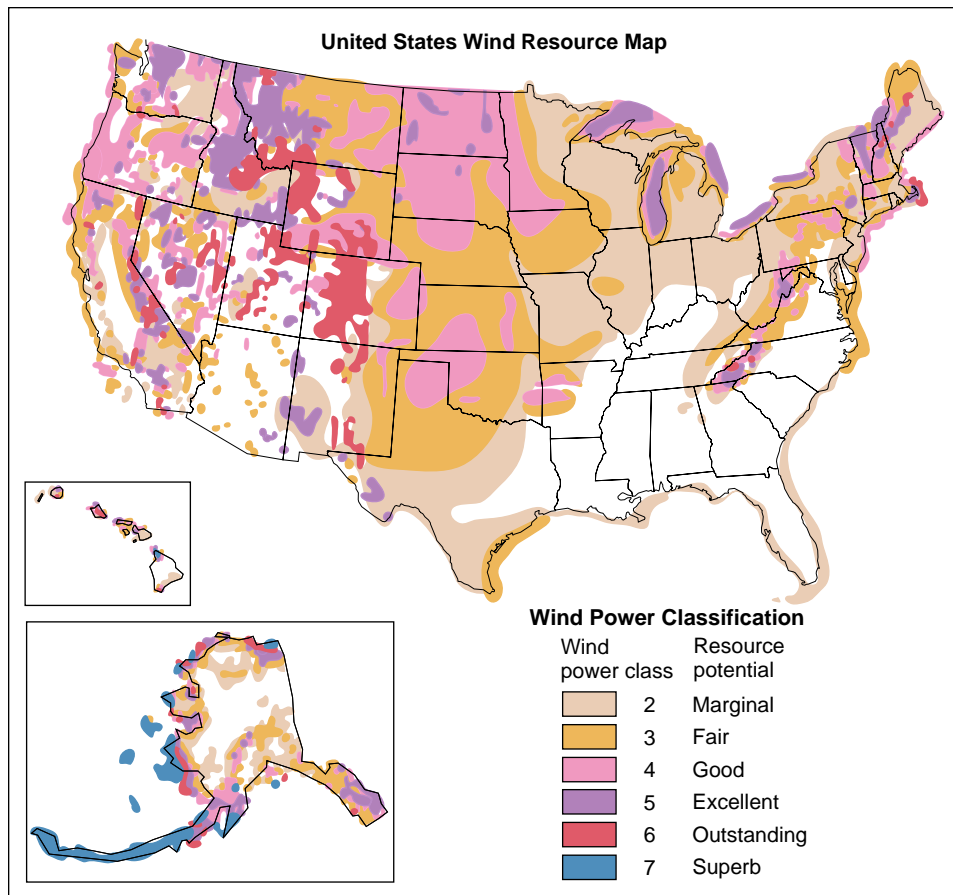 United States Wind Resource Map
Wind Power Classification
Wind power class Resource potential
2 Marginal
3 Fair
4 Good
5 Excellent
6 Outstanding
7 Superb